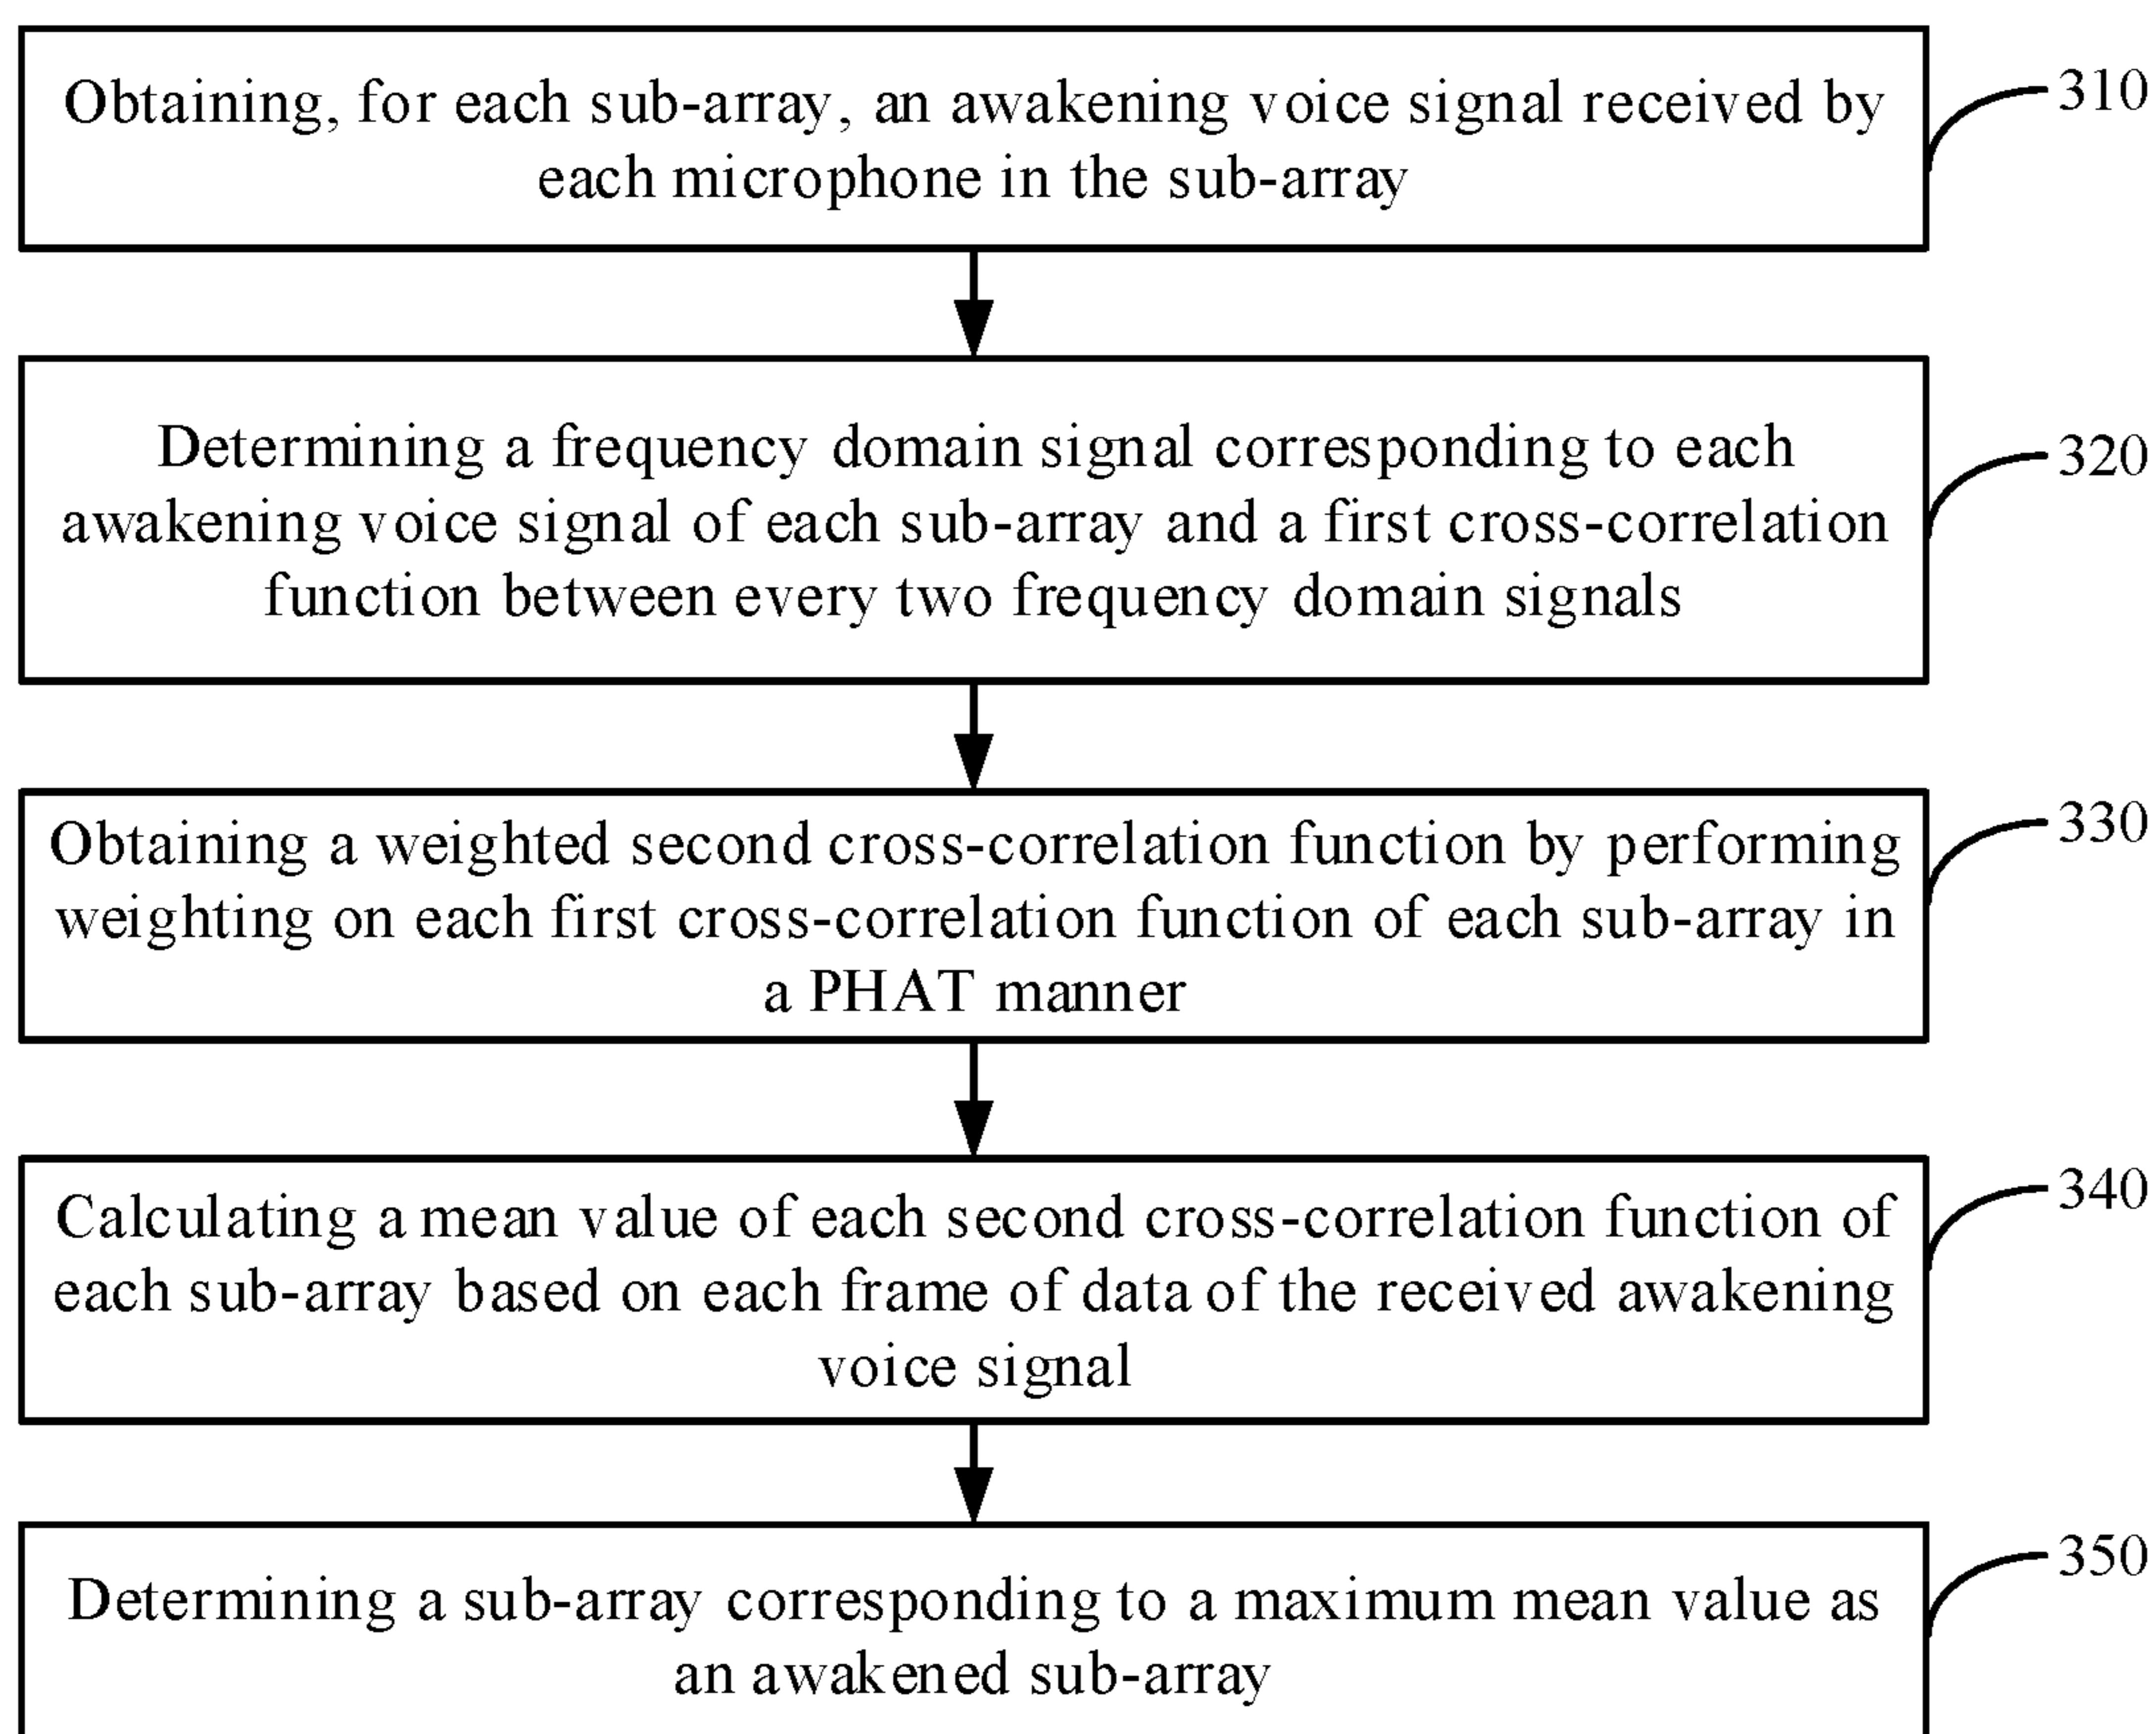 Obtaining, for each sub-array, an awakening voice signal received by
each microphone in the sub-array
310
Determining a frequency domain signal corresponding to each
awakening voice signal of each sub-array and a first cross-correlation
function between every two frequency domain signals
320
Obtaining a weighted second cross-correlation function by performing
weighting on each first cross-correlation function of each sub-array in
a PHAT manner
330
Calculating a mean value of each second cross-correlation function of
each sub-array based on each frame of data of the received awakening
voice signal
340
Determining a sub-array corresponding to a maximum mean value as
an awakened sub-array
350